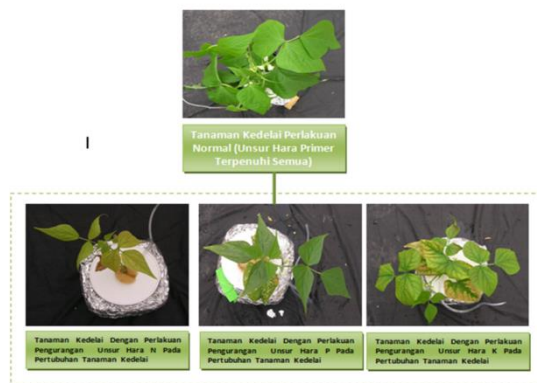 Tanaman Kedelai Perlakuan
Normal (Unsur Hara Primer
Terpenuhi Semua)
Tanaman Kedelai Dengan Perlakuan
Pengurangan Unsur Hara N Pada
Pertubuhan Tanaman Kedelai
Tanaman Kedelai Dengan Perlakuan
Pengurangan Unsur Hara P Pada
Pertubuhan Tanaman Kedelai
Tanaman Kedelai Dengan Perlakuan
Pengurangan Unsur Hara K Pada
Pertubuhan Tanaman Kedelai